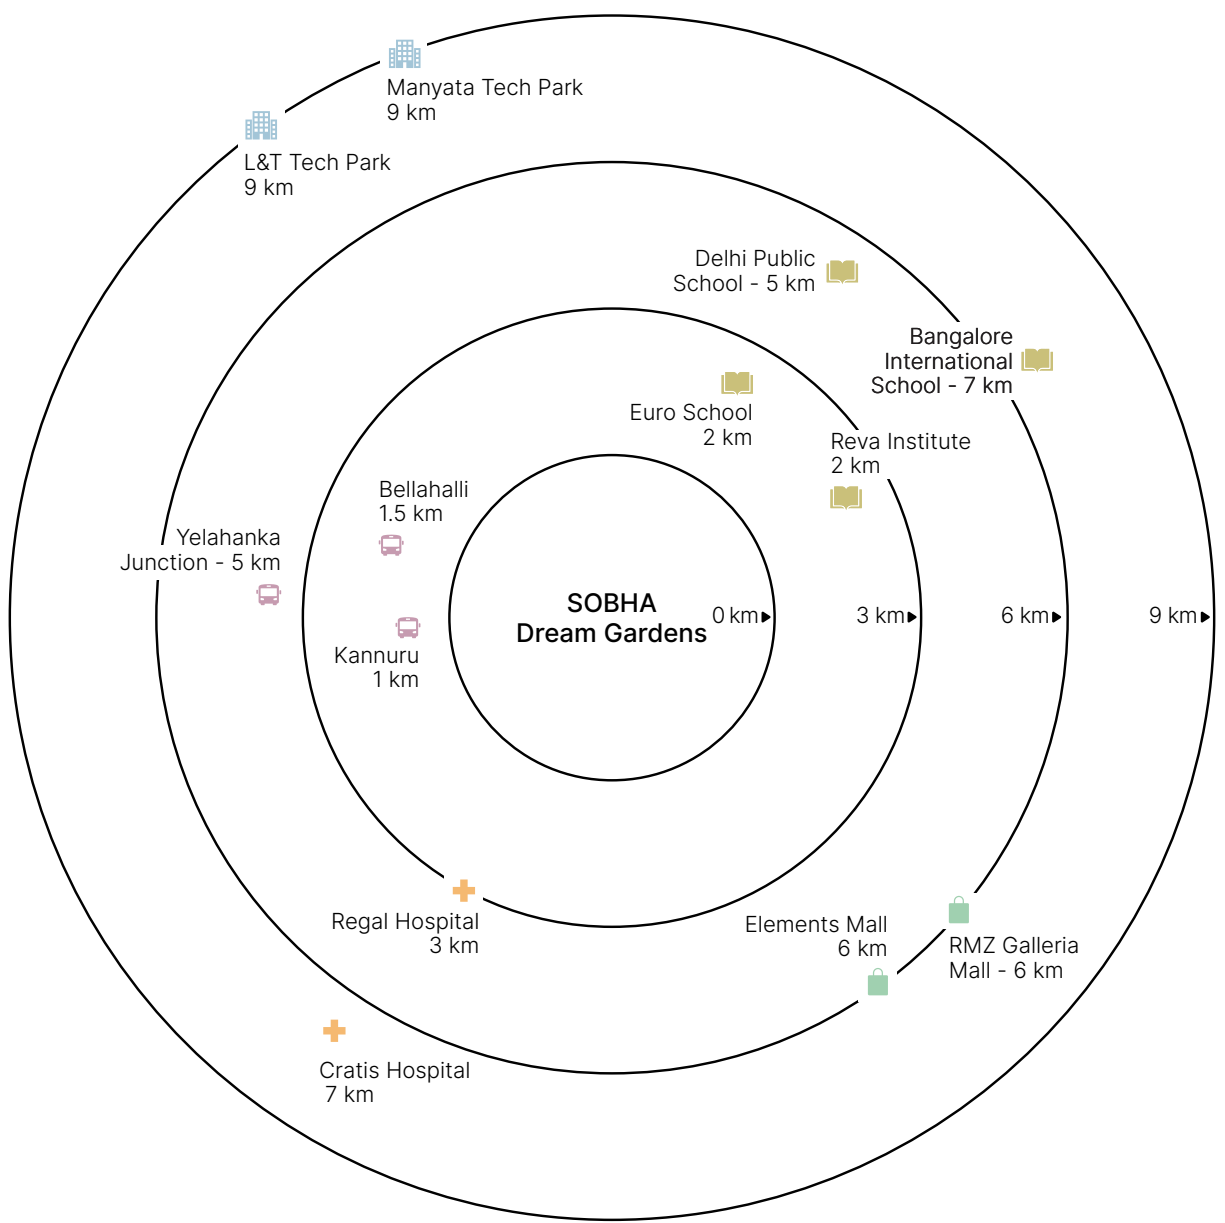 Manyata Tech Park
9 km
L&T Tech Park
9 km
Delhi Public
School - 5 km
Bangalore
International
School - 7 km
Euro School
2 km
Reva Institute
2 km
Bellahalli
1.5 km
Yelahanka
Junction - 5 km
Kannuru
1 km
SOBHA
Dream Gardens
0 km
3 km
6 km
9 km
Regal Hospital
3 km
Elements Mall
6 km
RMZ Galleria
Mall - 6 km
Cratis Hospital
7 km